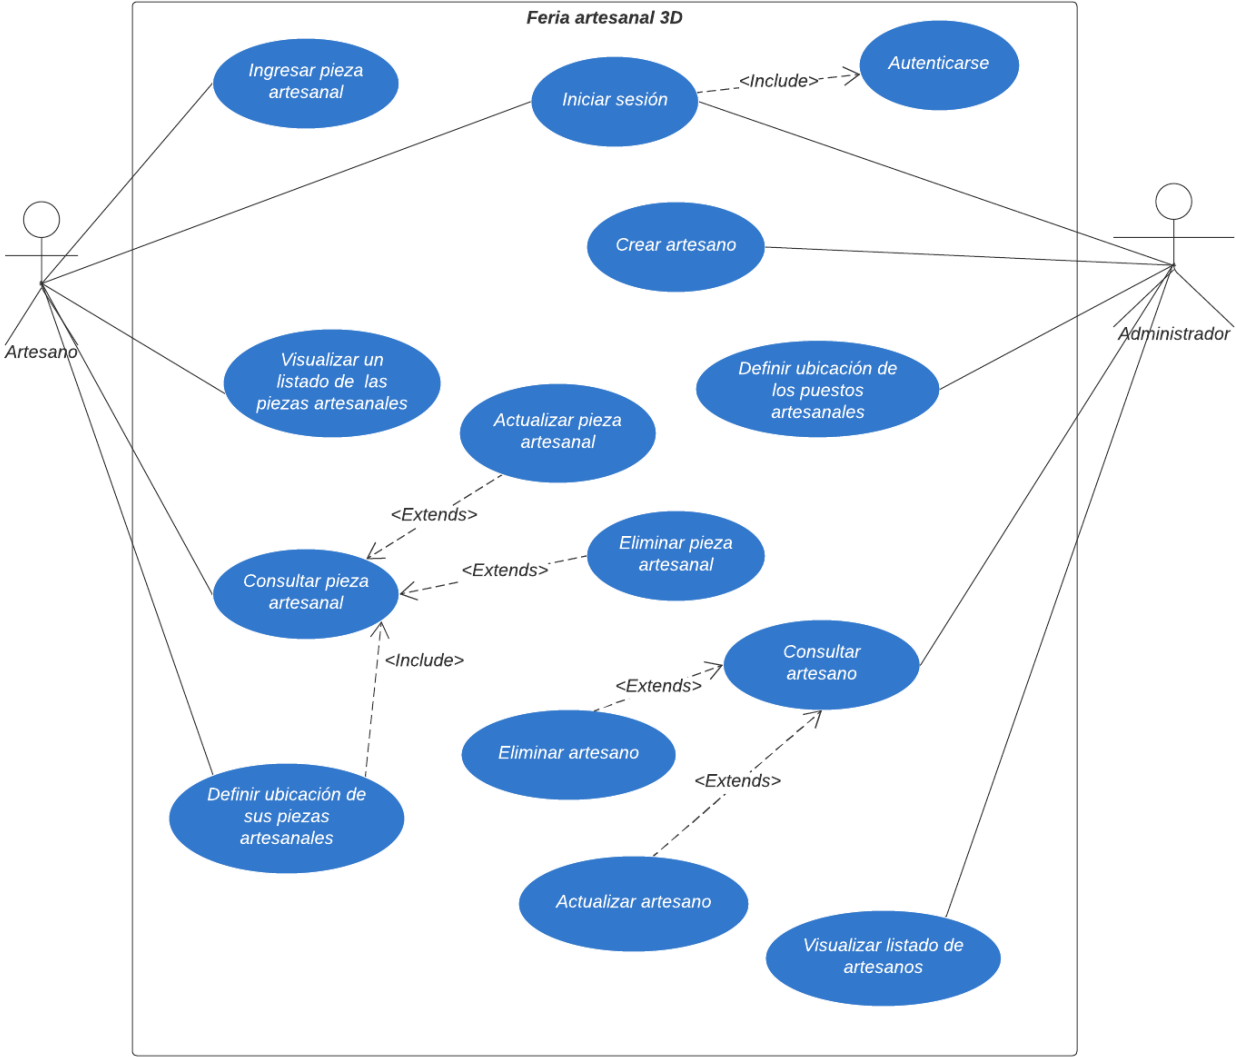 Feria artesanal 3D
Ingresar pieza
artesanal
Iniciar sesión
<Include>
Autenticarse
Crear artesano
Artesano
Administrador
Visualizar un
listado de las
piezas artesanales
Definir ubicación de
los puestos
artesanales
Actualizar pieza
artesanal
<Extends>
Eliminar pieza
artesanal
<Extends>
Consultar pieza
artesanal
<Include>
Consultar
artesano
<Extends>
Eliminar artesano
<Extends>
Definir ubicación de
sus piezas
artesanales
Actualizar artesano
Visualizar listado de
artesanos